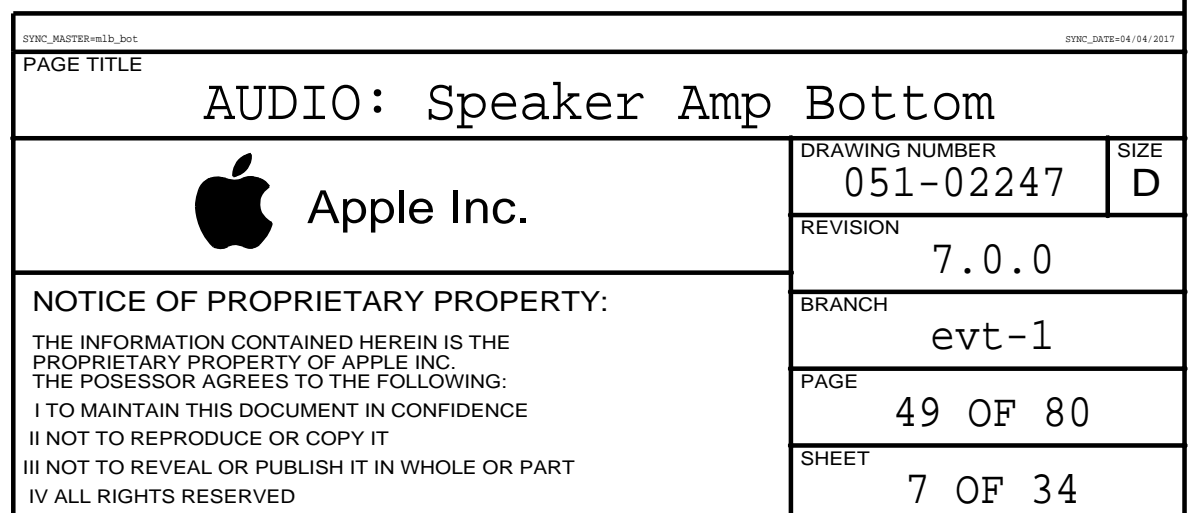 SYNC_MASTER=mlb_bot
SYNC_DATE=04/04/2017
PAGE TITLE
AUDIO: Speaker Amp Bottom
Apple Inc.
DRAWING NUMBER
051-02247
SIZE
D
REVISION
7.0.0
NOTICE OF PROPRIETARY PROPERTY:
THE INFORMATION CONTAINED HEREIN IS THE
PROPRIETARY PROPERTY OF APPLE INC.
THE POSESSOR AGREES TO THE FOLLOWING:
I TO MAINTAIN THIS DOCUMENT IN CONFIDENCE
II NOT TO REPRODUCE OR COPY IT
III NOT TO REVEAL OR PUBLISH IT IN WHOLE OR PART
IV ALL RIGHTS RESERVED
BRANCH
evt-1
PAGE
49 OF 80
SHEET
7 OF 34